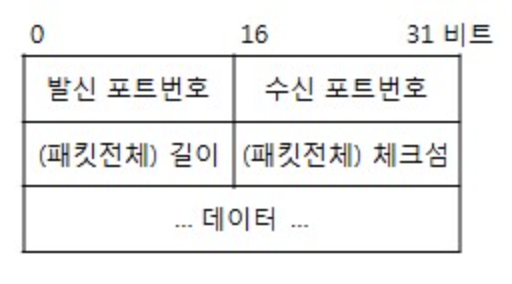 0 16 31 비트
발신 포트번호 수신 포트번호
(패킷전체) 길이 (패킷전체) 체크섬
... 데이터 ...